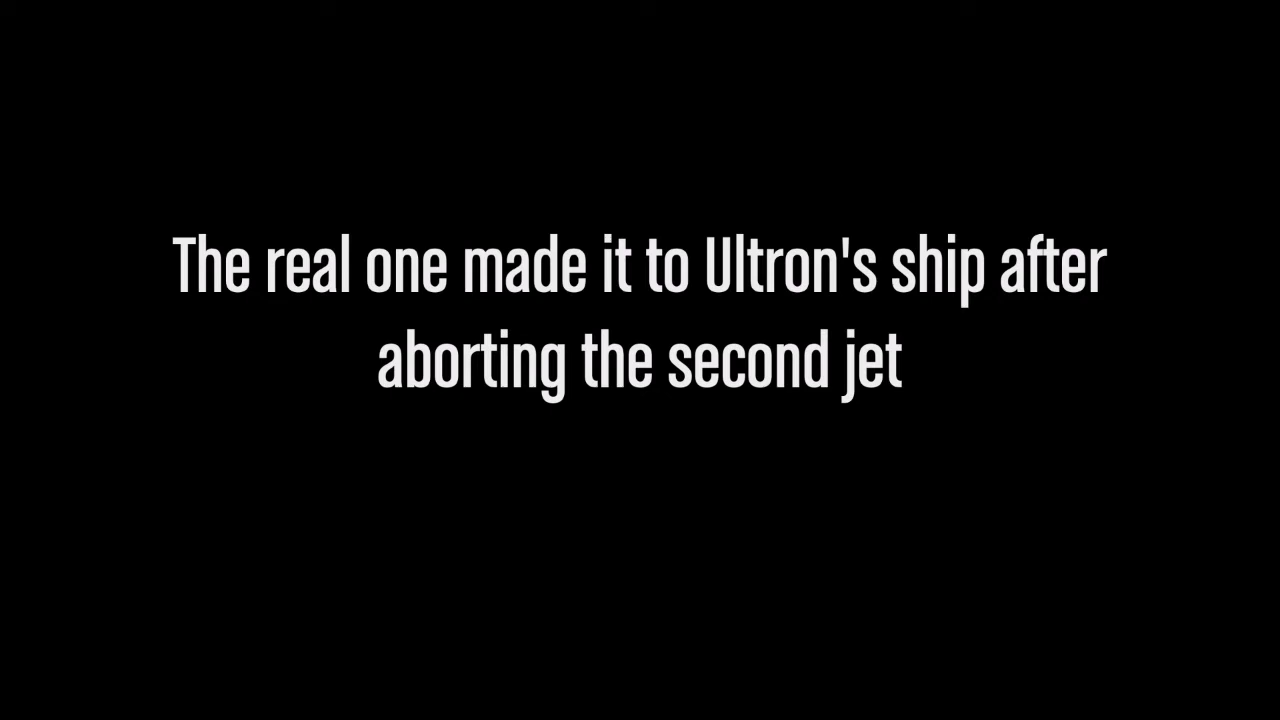 The real one made it to Ultron's ship after
aborting the second jet